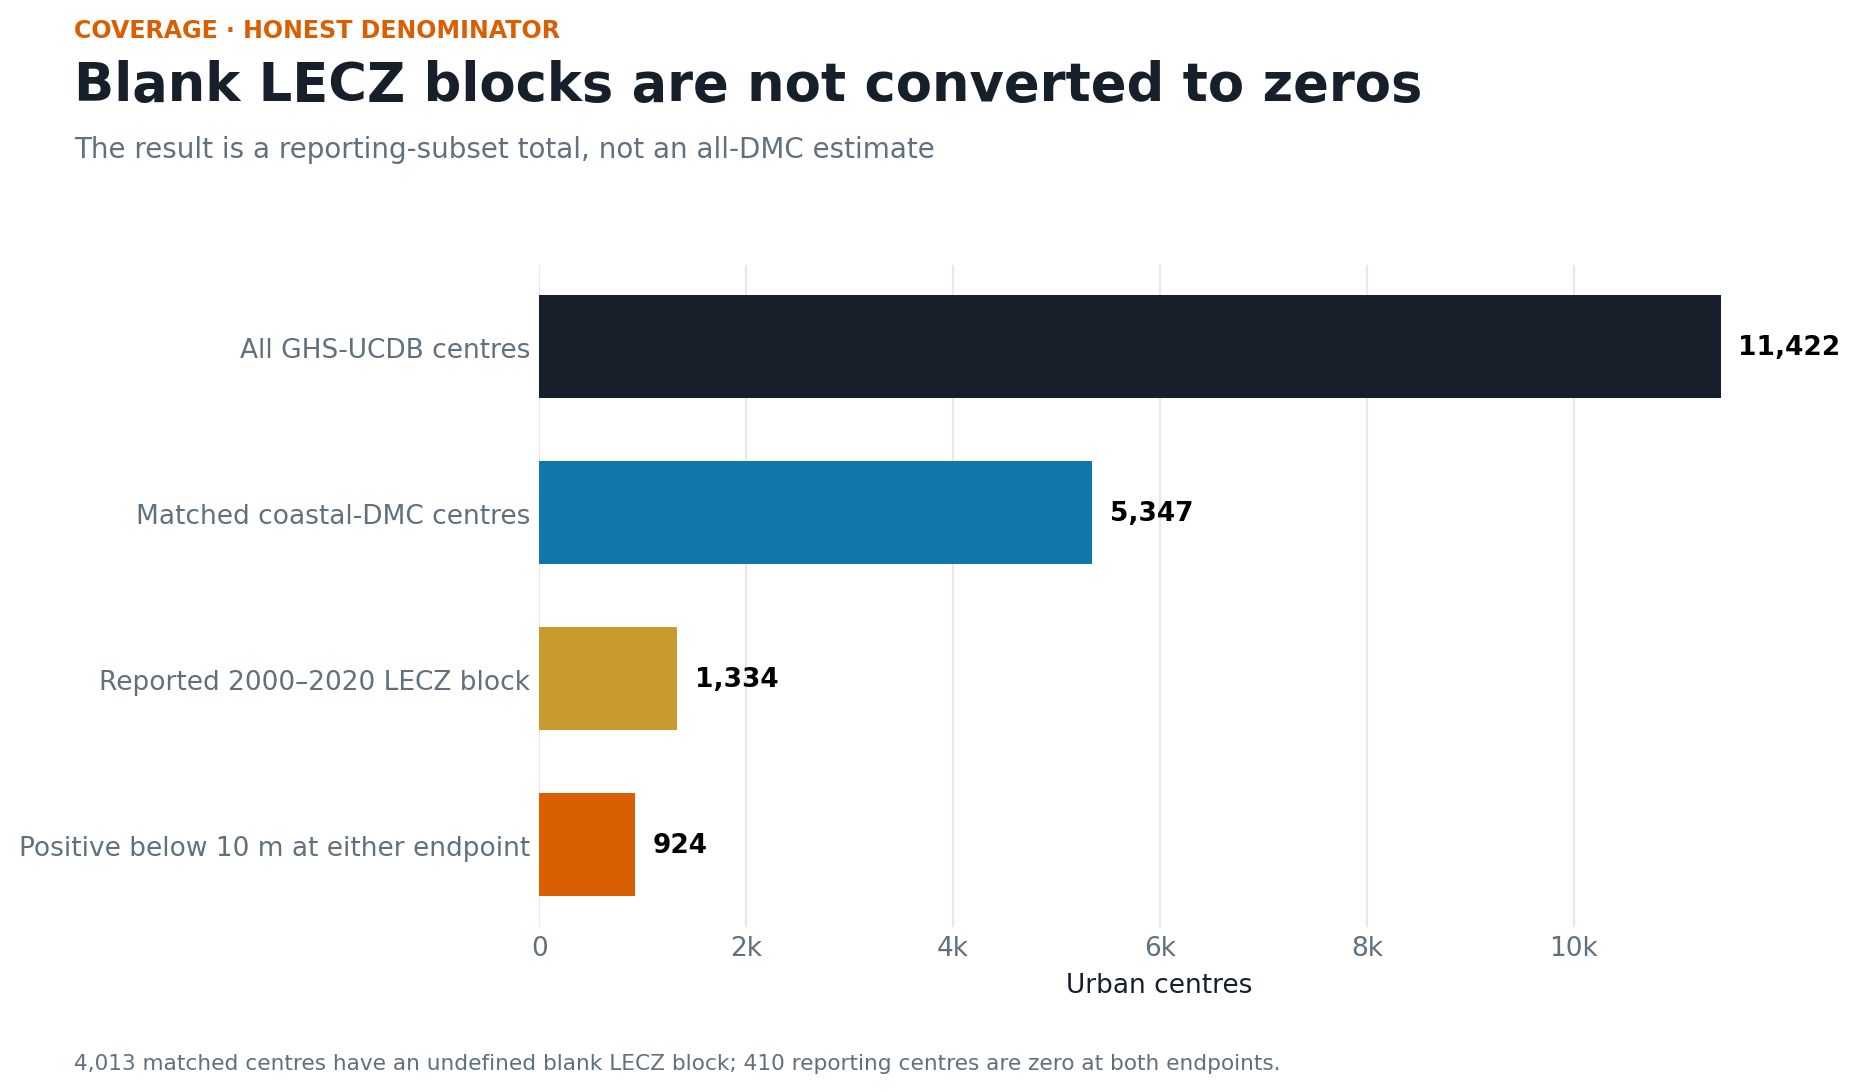 COVERAGE · HONEST DENOMINATOR
Blank LECZ blocks are not converted to zeros
The result is a reporting-subset total, not an all-DMC estimate
All GHS-UCDB centres
11,422
Matched coastal-DMC centres
5,347
Reported 2000–2020 LECZ block
1,334
Positive below 10 m at either endpoint
924
0 2k 4k 6k 8k 10k
Urban centres
4,013 matched centres have an undefined blank LECZ block; 410 reporting centres are zero at both endpoints.